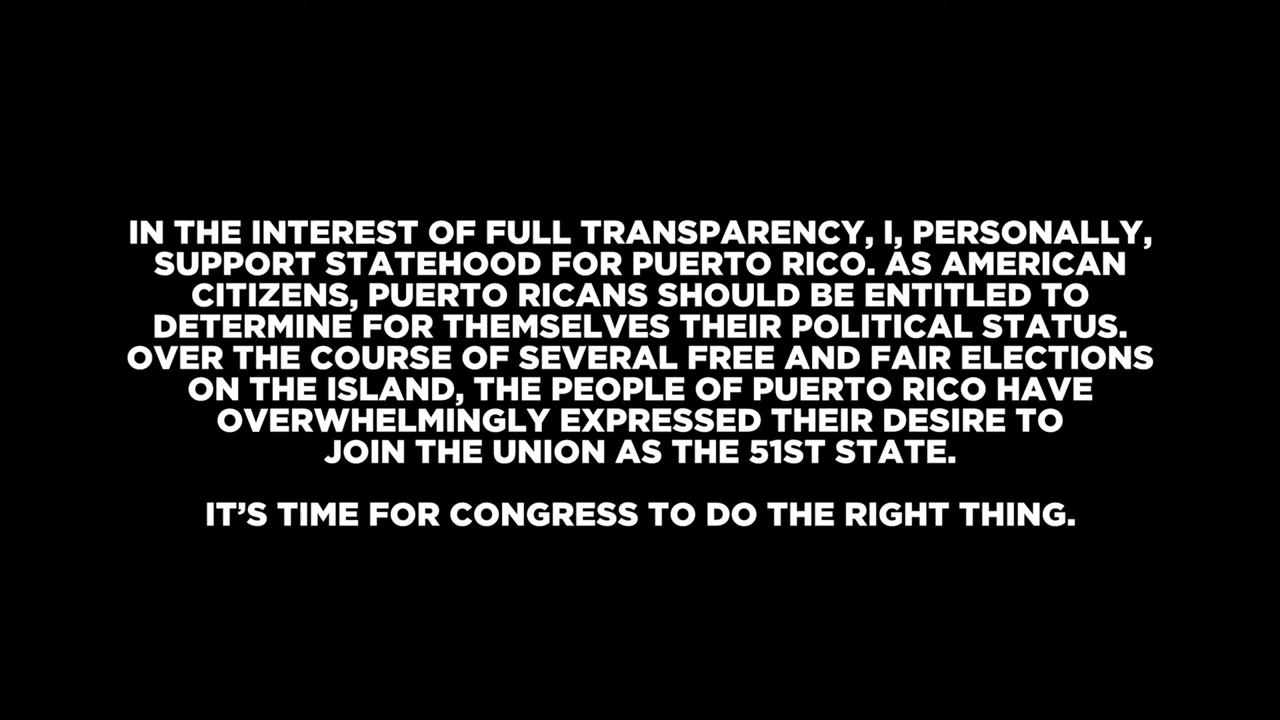 IN THE INTEREST OF FULL TRANSPARENCY, I, PERSONALLY,
SUPPORT STATEHOOD FOR PUERTO RICO. AS AMERICAN
CITIZENS, PUERTO RICANS SHOULD BE ENTITLED TO
DETERMINE FOR THEMSELVES THEIR POLITICAL STATUS.
OVER THE COURSE OF SEVERAL FREE AND FAIR ELECTIONS
ON THE ISLAND, THE PEOPLE OF PUERTO RICO HAVE
OVERWHELMINGLY EXPRESSED THEIR DESIRE TO
JOIN THE UNION AS THE 51ST STATE.
IT’S TIME FOR CONGRESS TO DO THE RIGHT THING.